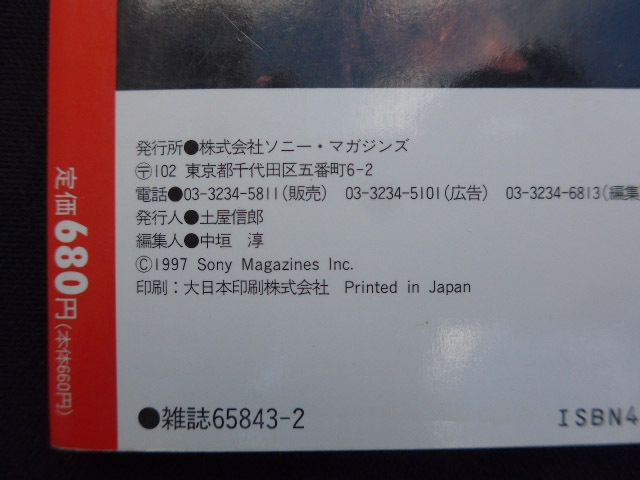 発行所●株式会社ソニー・マガジンズ
〶102 東京都千代田区五番町6-2
電話●03-3234-5811(販売) 03-3234-5101(広告) 03-3234-6813(編集
発行人●土屋信郎
編集人●中垣 淳
©1997 Sony Magazines Inc.
印刷：大日本印刷株式会社 Printed in Japan
●雑誌65843-2
ISBN4
定価680円(本体660円)